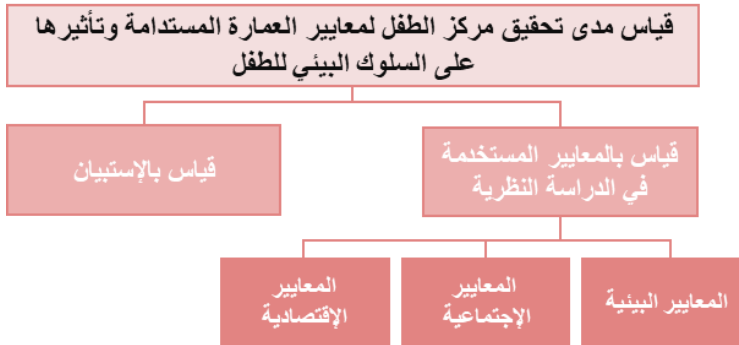 قياس مدى تحقيق مركز الطفل لمعايير العمارة المستدامة وتأثيرها
على السلوك البيئي للطفل
قياس بالمعايير المستخدمة
في الدراسة النظرية
قياس بالإستبيان
المعايير البيئية
المعايير
الإجتماعية
المعايير
الإقتصادية